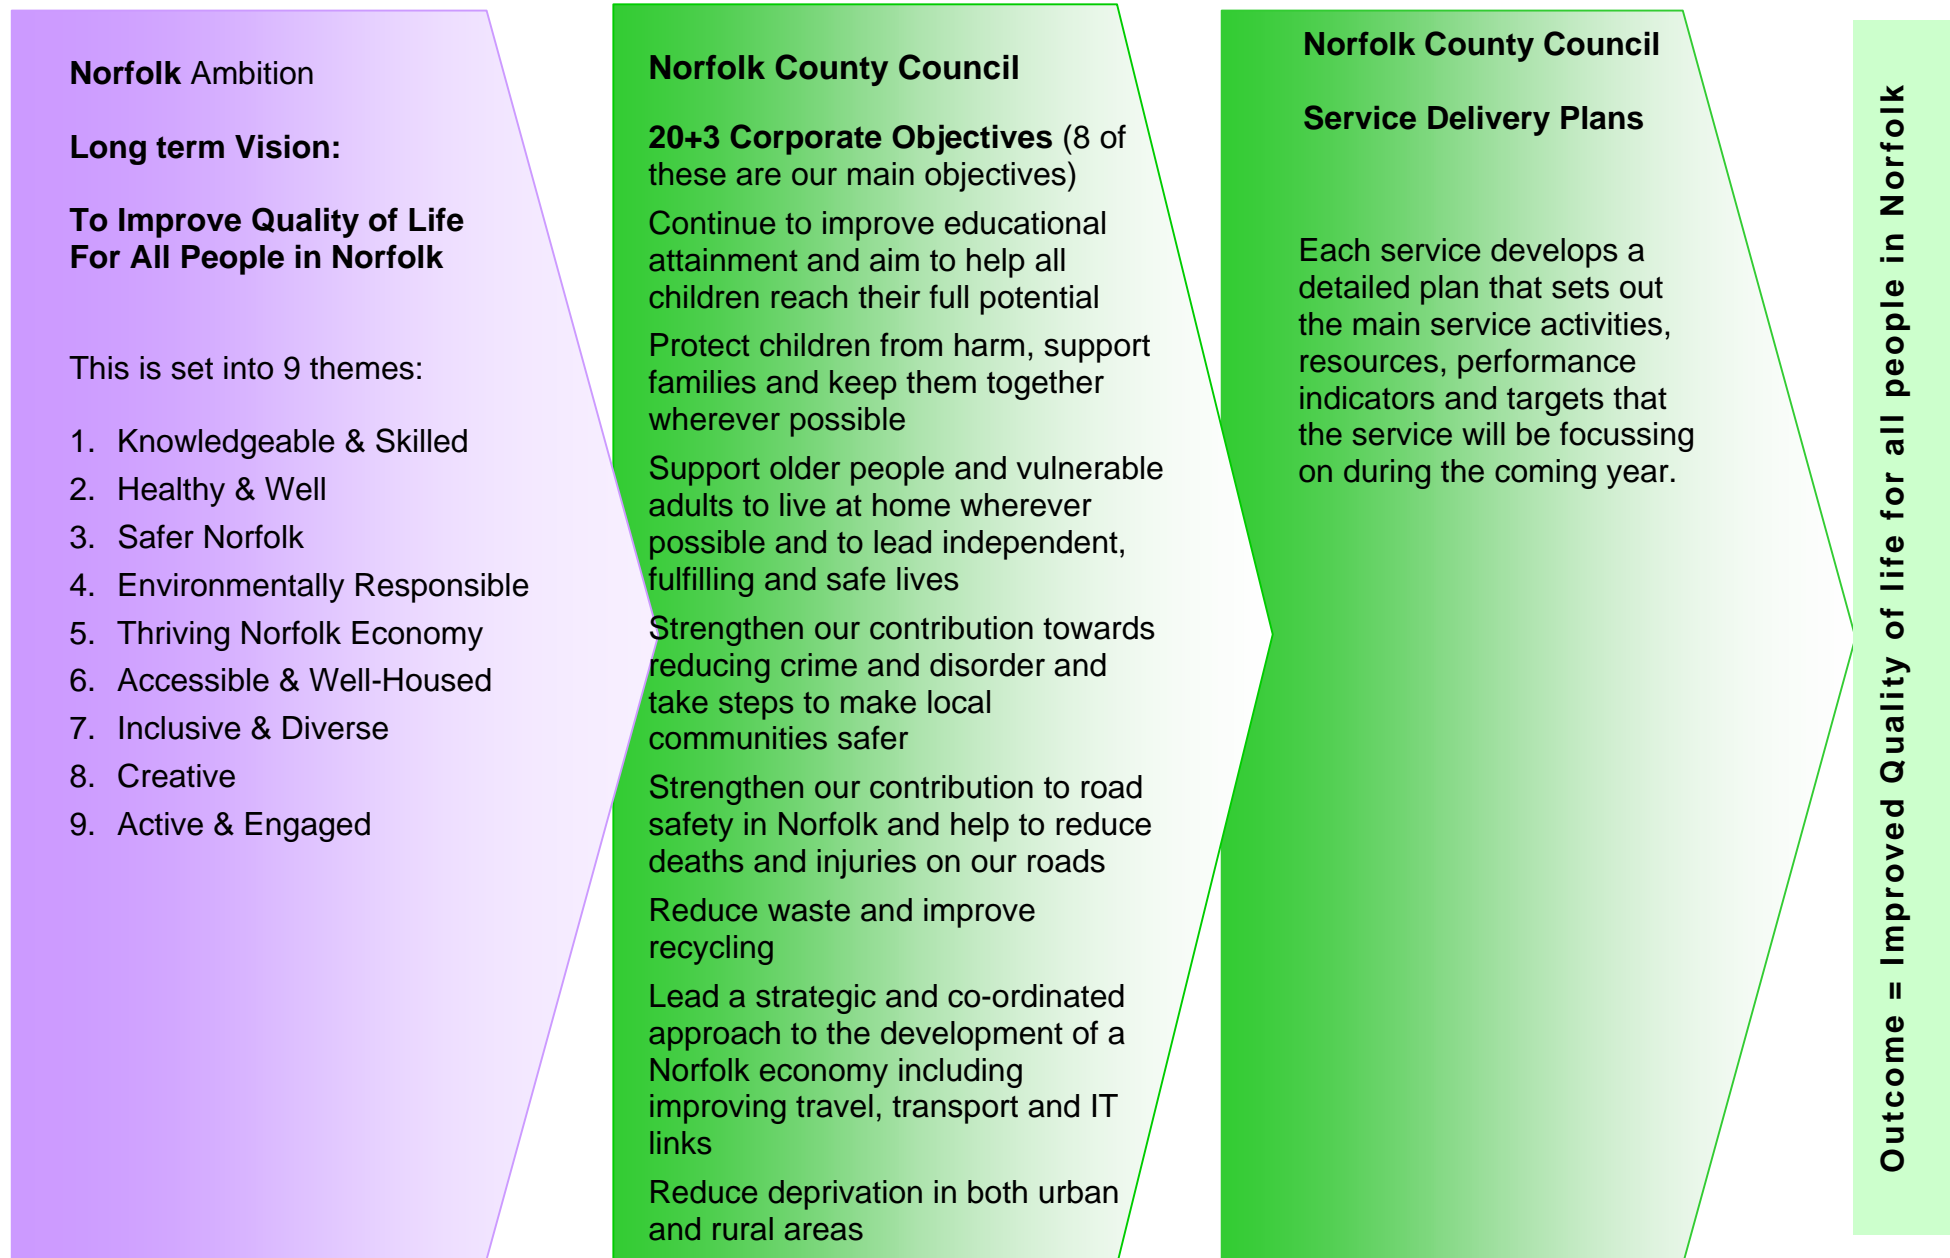 Norfolk Ambition
Long term Vision:
To Improve Quality of Life
For All People in Norfolk
This is set into 9 themes:
1. Knowledgeable & Skilled
2. Healthy & Well
3. Safer Norfolk
4. Environmentally Responsible
5. Thriving Norfolk Economy
6. Accessible & Well-Housed
7. Inclusive & Diverse
8. Creative
9. Active & Engaged
Norfolk County Council
20+3 Corporate Objectives (8 of
these are our main objectives)
Continue to improve educational
attainment and aim to help all
children reach their full potential
Protect children from harm, support
families and keep them together
wherever possible
Support older people and vulnerable
adults to live at home wherever
possible and to lead independent,
fulfilling and safe lives
Strengthen our contribution towards
reducing crime and disorder and
take steps to make local
communities safer
Strengthen our contribution to road
safety in Norfolk and help to reduce
deaths and injuries on our roads
Reduce waste and improve
recycling
Lead a strategic and co-ordinated
approach to the development of a
Norfolk economy including
improving travel, transport and IT
links
Reduce deprivation in both urban
and rural areas
Norfolk County Council
Service Delivery Plans
Each service develops a
detailed plan that sets out
the main service activities,
resources, performance
indicators and targets that
the service will be focussing
on during the coming year.
Outcome = Improved Quality of life for all people in Norfolk